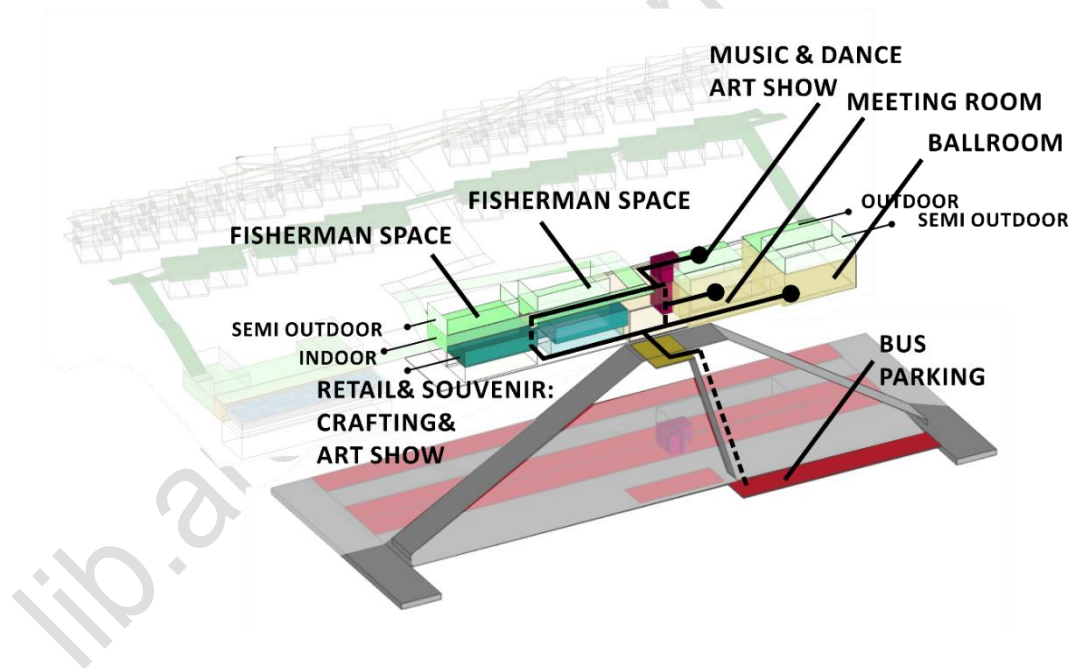 MUSIC & DANCE
ART SHOW
MEETING ROOM
BALLROOM
FISHERMAN SPACE
OUTDOOR
SEMI OUTDOOR
FISHERMAN SPACE
SEMI OUTDOOR
INDOOR
RETAIL& SOUVENIR:
CRAFTING&
ART SHOW
BUS
PARKING
lib.a